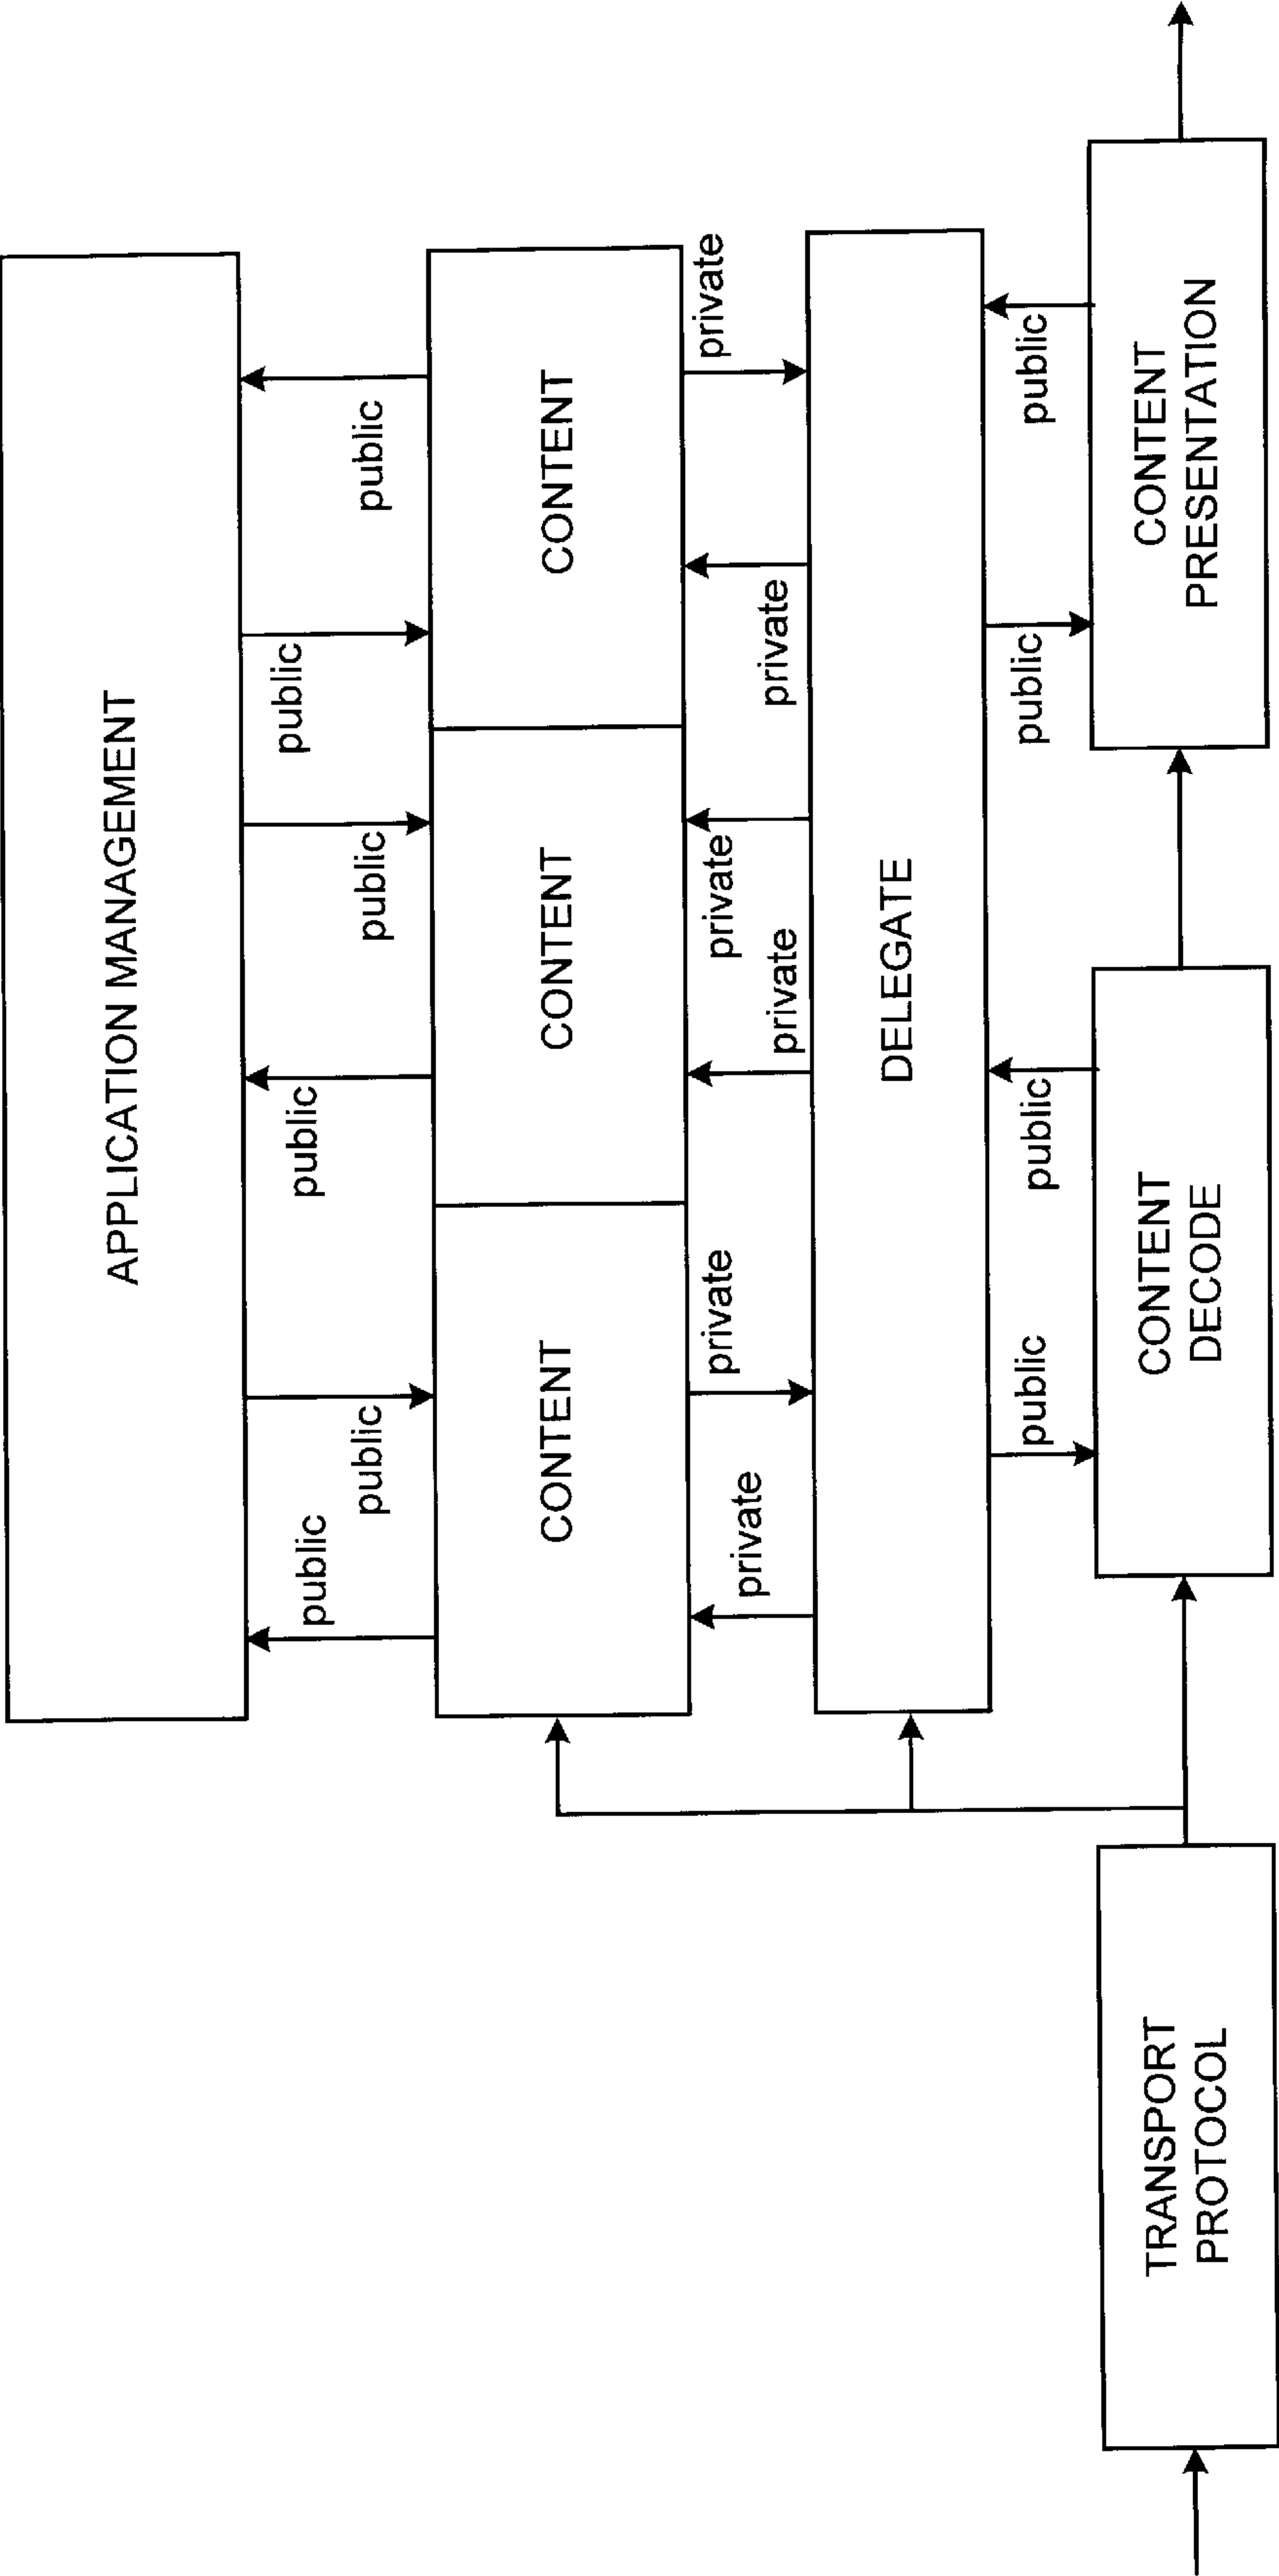 APPLICATION MANAGEMENT
public
public
public
public
public
public
CONTENT
CONTENT
CONTENT
private
private
private
private
private
private
DELEGATE
public
public
public
public
TRANSPORT
PROTOCOL
CONTENT
DECODE
CONTENT
PRESENTATION